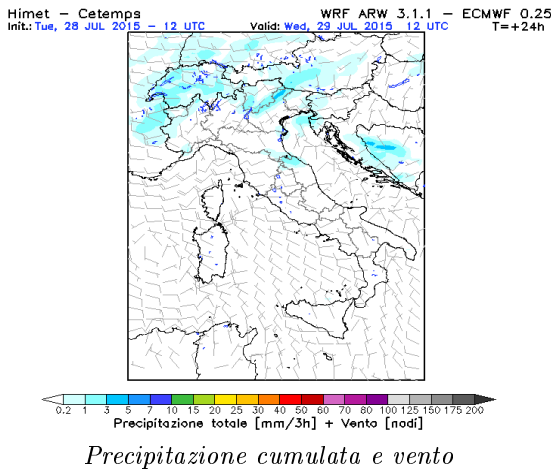 Himet – Cetemps WRF ARW 3.1.1 – ECMWF 0.25
Init.: Tue, 28 JUL 2015 – 12 UTC Valid: Wed, 29 JUL 2015 12 UTC T=+24h
0.2 1 3 5 7 10 15 20 25 30 40 50 60 70 80 100 125 150 175 200
Precipitazione totale [mm/3h] + Vento [nodi]
Precipitazione cumulata e vento